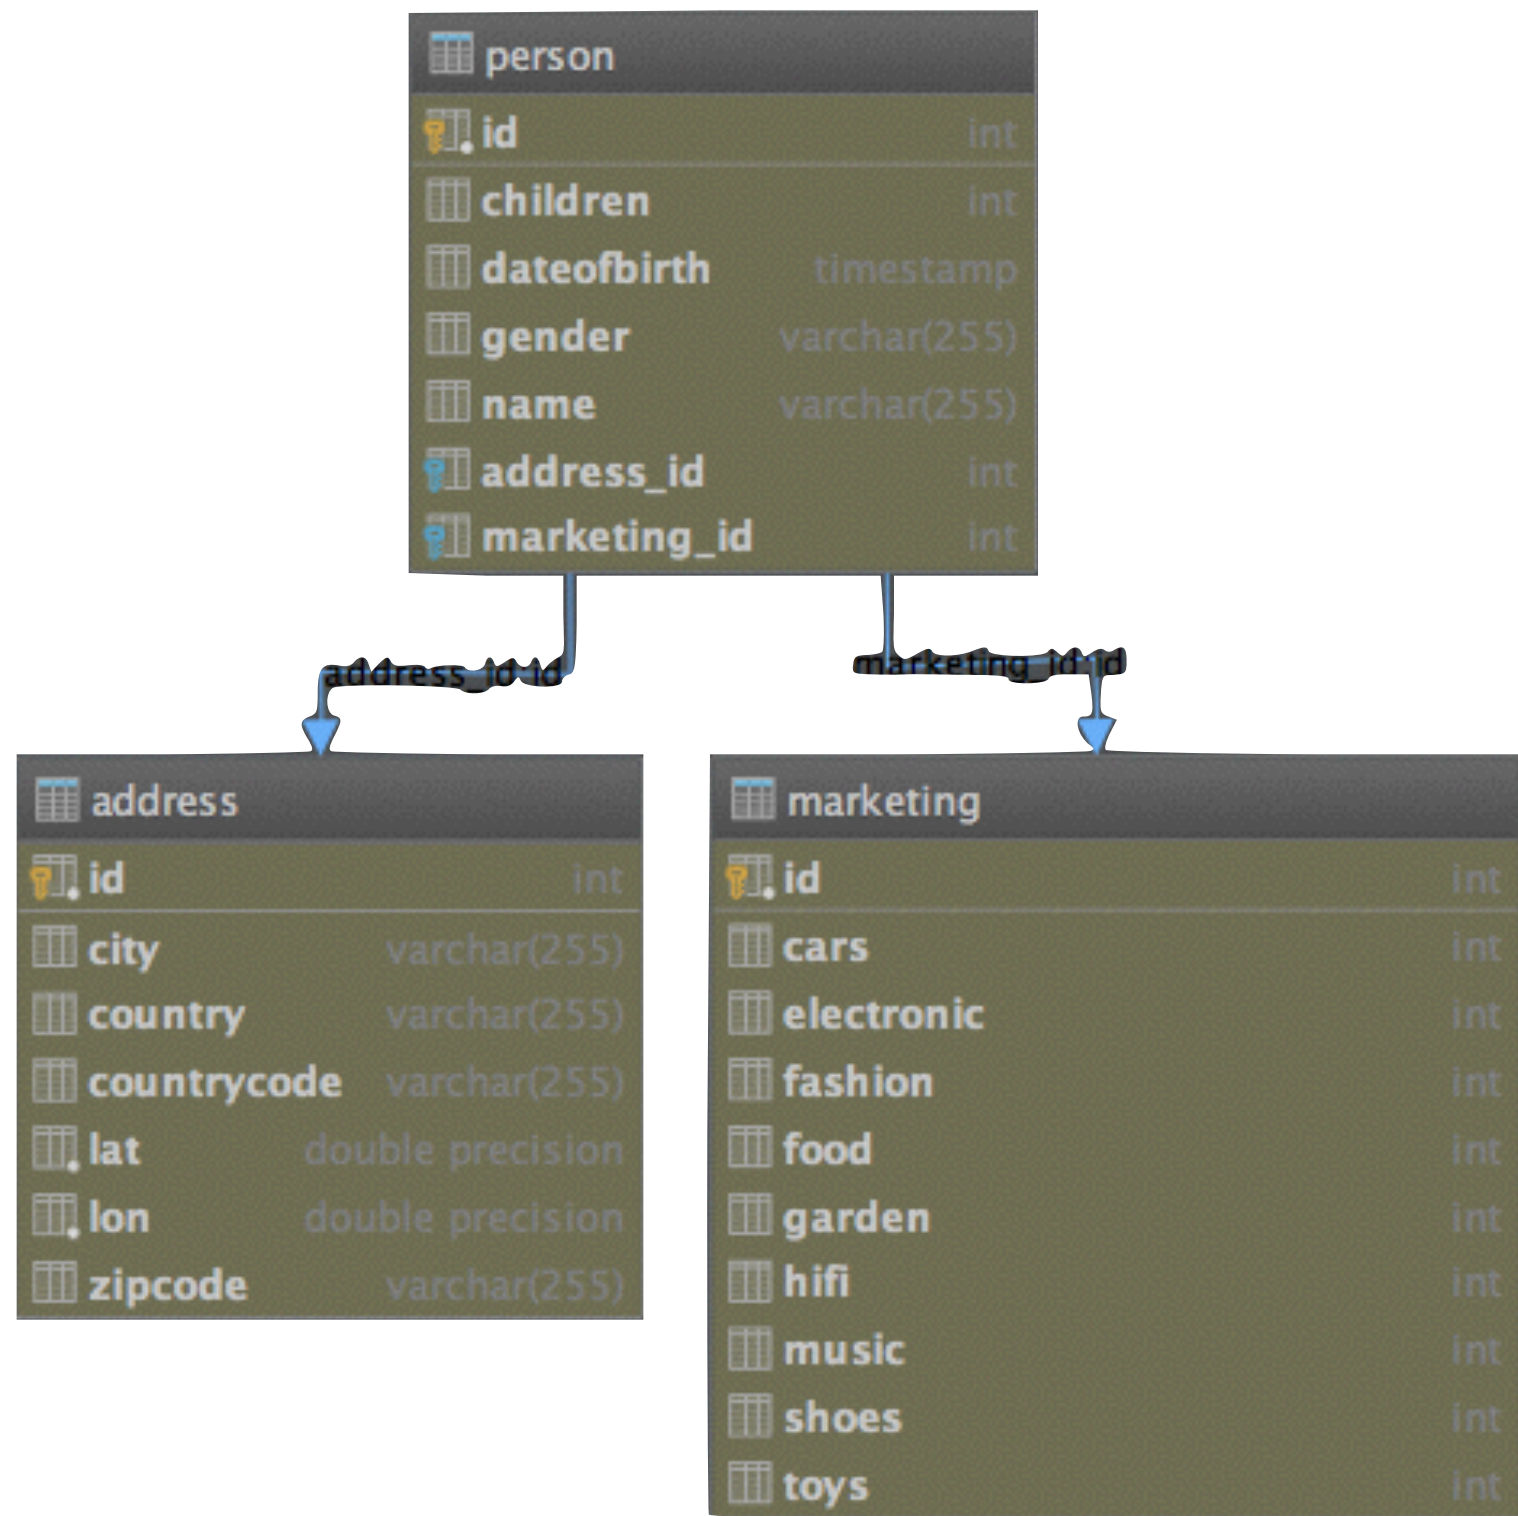 person
id int
children int
dateofbirth timestamp
gender varchar(255)
name varchar(255)
address_id int
marketing_id int
address_id:id
marketing_id:id
address
id int
city varchar(255)
country varchar(255)
countrycode varchar(255)
lat double precision
lon double precision
zipcode varchar(255)
marketing
id int
cars int
electronic int
fashion int
food int
garden int
hifi int
music int
shoes int
toys int